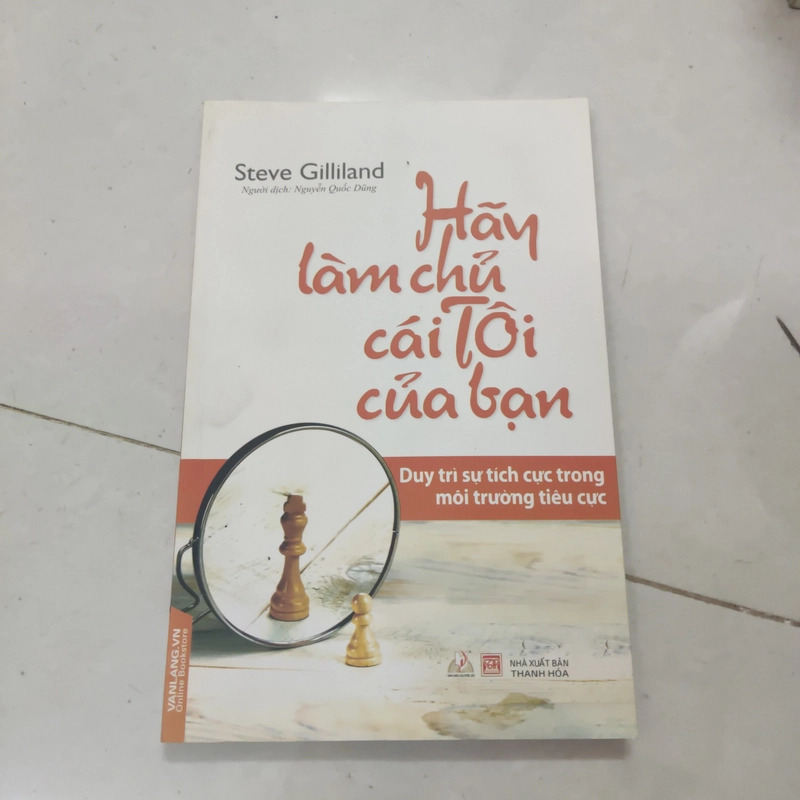 Steve Gilliland
Người dịch: Nguyễn Quốc Dũng
Hãy
làm chủ
cái TÔi
của bạn
Duy trì sự tích cực trong
môi trường tiêu cực
VANLANG.VN
Online Bookstore
NHÀ XUẤT BẢN
THANH HÓA